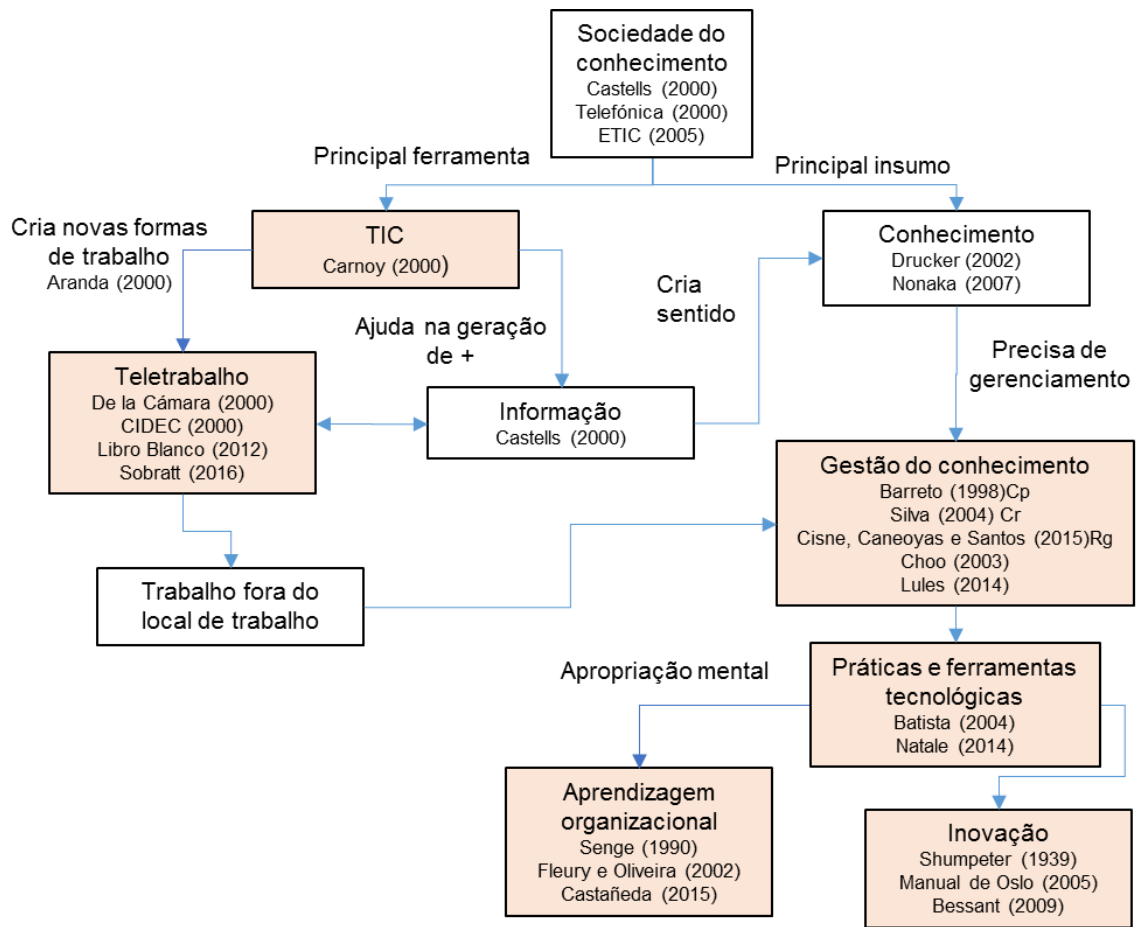 Sociedade do
conhecimento
Castells (2000)
Telefónica (2000)
ETIC (2005)
Principal ferramenta
Principal insumo
Cria novas formas
de trabalho
Aranda (2000)
TIC
Carnoy (2000)
Conhecimento
Drucker (2002)
Nonaka (2007)
Cria
sentido
Ajuda na geração
de +
Precisa de
gerenciamento
Teletrabalho
De la Cámara (2000)
CIDEC (2000)
Libro Blanco (2012)
Sobratt (2016)
Informação
Castells (2000)
Gestão do conhecimento
Barreto (1998)Cp
Silva (2004) Cr
Cisne, Caneoyas e Santos (2015)Rg
Choo (2003)
Lules (2014)
Trabalho fora do
local de trabalho
Apropriação mental
Práticas e ferramentas
tecnológicas
Batista (2004)
Natale (2014)
Aprendizagem
organizacional
Senge (1990)
Fleury e Oliveira (2002)
Castañeda (2015)
Inovação
Shumpeter (1939)
Manual de Oslo (2005)
Bessant (2009)